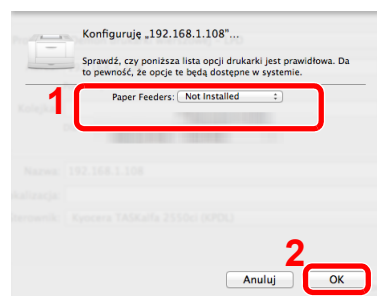 Konfiguruję „192.168.1.108"...
Sprawdź, czy poniższa lista opcji drukarki jest prawidłowa. Da
to pewność, że opcje te będą dostępne w systemie.
1
Paper Feeders: Not Installed
Nazwa: 192.168.1.108
Kyocera TASKalfa 2550ci (KPDL)
2
Anuluj
OK